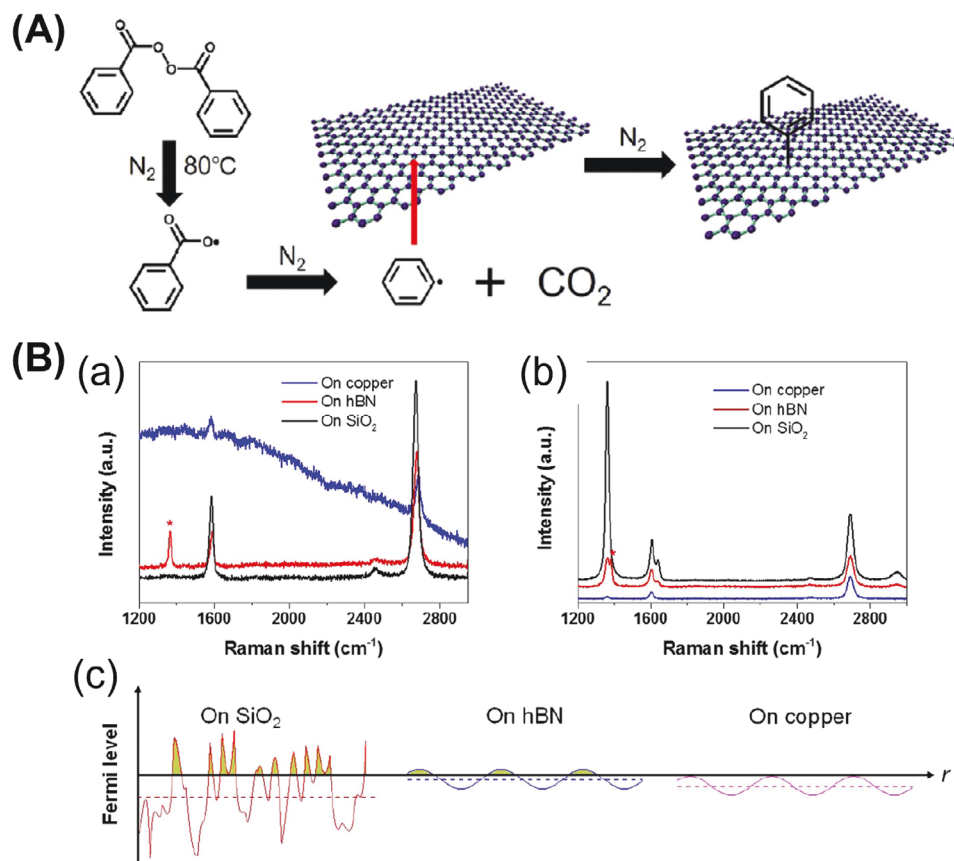 (A)
O
O
O
O
N₂ 80°C
N₂
O
O•
N₂
•
+ CO₂
(B)
(a)
On copper
On hBN
On SiO₂
*
Intensity (a.u.)
1200 1600 2000 2400 2800
Raman shift (cm⁻¹)
(b)
On copper
On hBN
On SiO₂
*
Intensity (a.u.)
1200 1600 2000 2400 2800
Raman shift (cm⁻¹)
(c)
On SiO₂ On hBN On copper
Fermi level
r